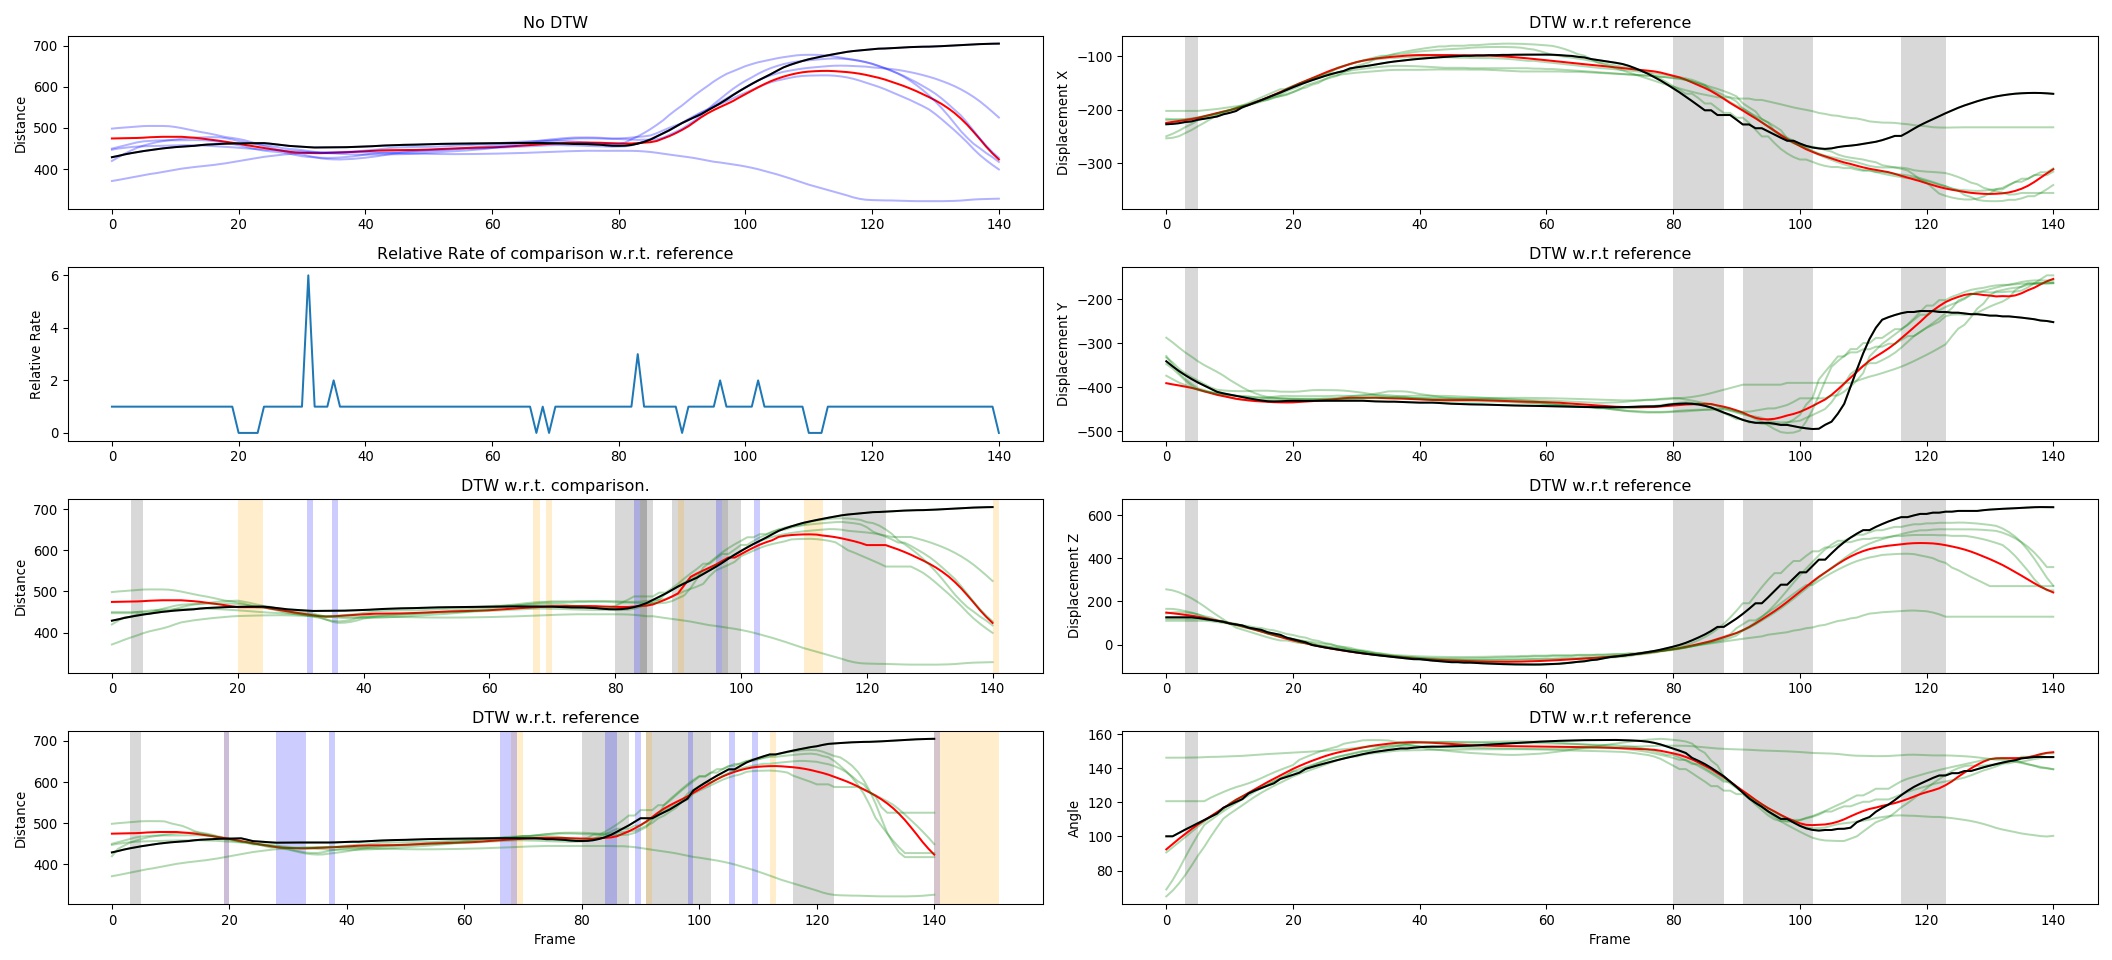 No DTW
Distance
700
600
500
400
0 20 40 60 80 100 120 140
Relative Rate of comparison w.r.t. reference
Relative Rate
6
4
2
0
0 20 40 60 80 100 120 140
DTW w.r.t. comparison.
Distance
700
600
500
400
0 20 40 60 80 100 120 140
DTW w.r.t. reference
Distance
700
600
500
400
0 20 40 60 80 100 120 140
Frame
DTW w.r.t reference
Displacement X
−100
−200
−300
0 20 40 60 80 100 120 140
DTW w.r.t reference
Displacement Y
−200
−300
−400
−500
0 20 40 60 80 100 120 140
DTW w.r.t reference
Displacement Z
600
400
200
0
0 20 40 60 80 100 120 140
DTW w.r.t reference
Angle
160
140
120
100
80
0 20 40 60 80 100 120 140
Frame